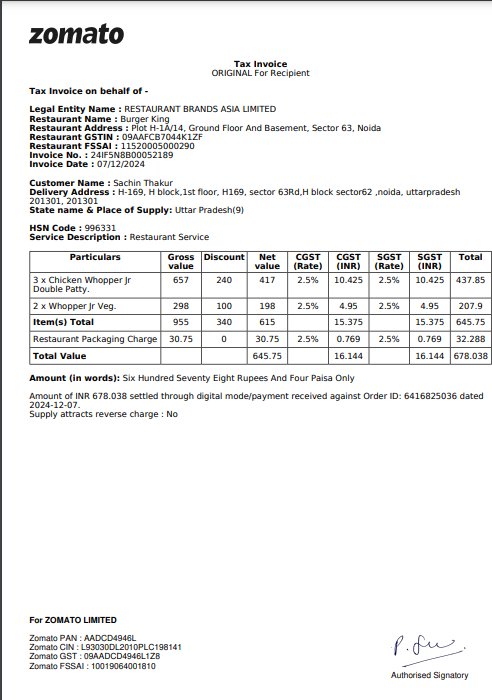 zomato
Tax Invoice
ORIGINAL For Recipient
Tax Invoice on behalf of -
Legal Entity Name : RESTAURANT BRANDS ASIA LIMITED
Restaurant Name : Burger King
Restaurant Address : Plot H-1A/14, Ground Floor And Basement, Sector 63, Noida
Restaurant GSTIN : 09AAFCB7044K1ZF
Restaurant FSSAI : 11520005000290
Invoice No. : 24IF5N8B00052189
Invoice Date : 07/12/2024
Customer Name : Sachin Thakur
Delivery Address : H-169, H block,1st floor, H169, sector 63Rd,H block sector62 ,noida, uttarpradesh
201301, 201301
State name & Place of Supply: Uttar Pradesh(9)
HSN Code : 996331
Service Description : Restaurant Service
Particulars Gross value Discount Net value CGST (Rate) CGST (INR) SGST (Rate) SGST (INR) Total
3 x Chicken Whopper Jr Double Patty. 657 240 417 2.5% 10.425 2.5% 10.425 437.85
2 x Whopper Jr Veg. 298 100 198 2.5% 4.95 2.5% 4.95 207.9
Item(s) Total 955 340 615 15.375 15.375 645.75
Restaurant Packaging Charge 30.75 0 30.75 2.5% 0.769 2.5% 0.769 32.288
Total Value 645.75 16.144 16.144 678.038
Amount (in words): Six Hundred Seventy Eight Rupees And Four Paisa Only
Amount of INR 678.038 settled through digital mode/payment received against Order ID: 6416825036 dated
2024-12-07.
Supply attracts reverse charge : No
For ZOMATO LIMITED
Zomato PAN : AADCD4946L
Zomato CIN : L93030DL2010PLC198141
Zomato GST : 09AADCD4946L1Z8
Zomato FSSAI : 10019064001810
Authorised Signatory